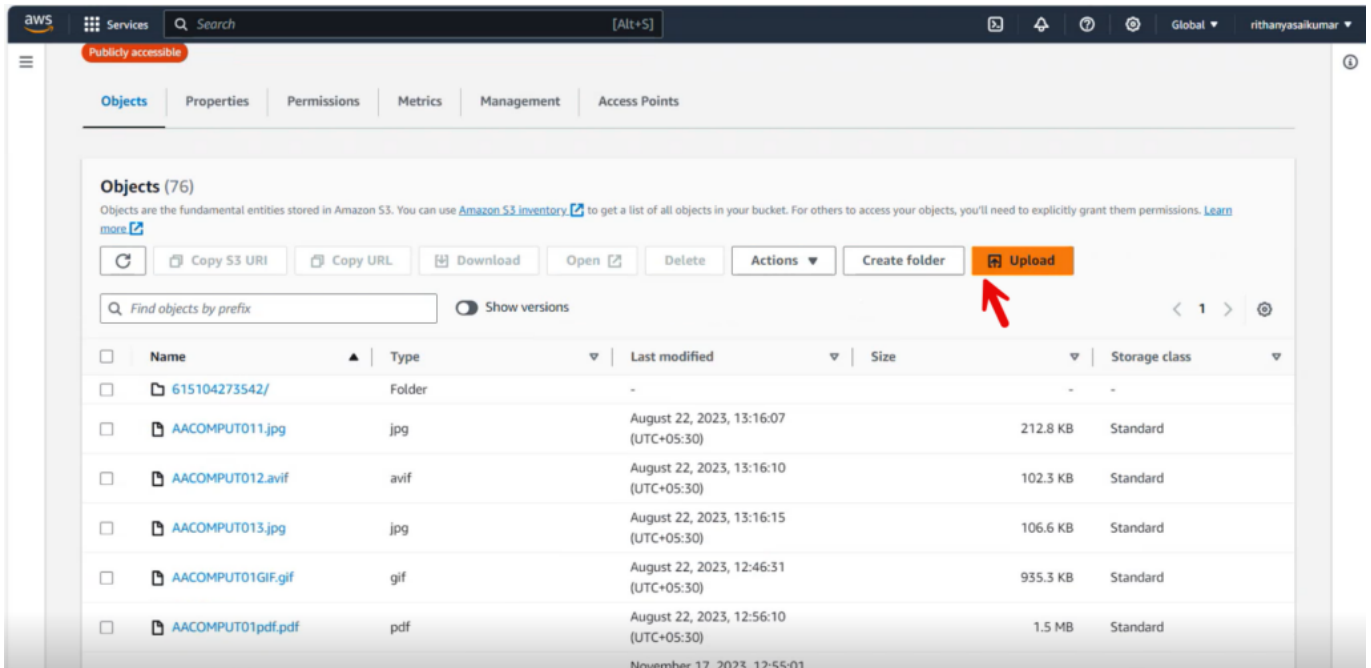 aws Services Search [Alt+S] Global ▼ rithanyasaikumar ▼
Publicly accessible
Objects Properties Permissions Metrics Management Access Points
Objects (76)
Objects are the fundamental entities stored in Amazon S3. You can use Amazon S3 inventory to get a list of all objects in your bucket. For others to access your objects, you'll need to explicitly grant them permissions. Learn
more
Copy S3 URI Copy URL Download Open Delete Actions ▼ Create folder Upload
Find objects by prefix Show versions < 1 >
Name ▲ Type Last modified Size Storage class
615104273542/ Folder - - -
AACOMPUT011.jpg jpg August 22, 2023, 13:16:07 212.8 KB Standard
(UTC+05:30)
AACOMPUT012.avif avif August 22, 2023, 13:16:10 102.3 KB Standard
(UTC+05:30)
AACOMPUT013.jpg jpg August 22, 2023, 13:16:15 106.6 KB Standard
(UTC+05:30)
AACOMPUT01GIF.gif gif August 22, 2023, 12:46:31 935.3 KB Standard
(UTC+05:30)
AACOMPUT01pdf.pdf pdf August 22, 2023, 12:56:10 1.5 MB Standard
(UTC+05:30)
November 17, 2023, 12:55:01